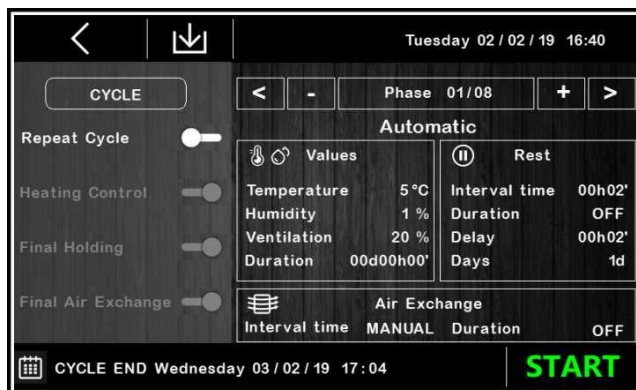 Tuesday 02 / 02 / 19 16:40
CYCLE
< - Phase 01/08 + >
Automatic
Repeat Cycle
Values
Rest
Heating Control
Temperature 5°C
Interval time 00h02'
Humidity 1 %
Duration OFF
Final Holding
Ventilation 20 %
Delay 00h02'
Duration 00d00h00'
Days 1d
Final Air Exchange
Air Exchange
Interval time MANUAL Duration OFF
CYCLE END Wednesday 03 / 02 / 19 17:04
START